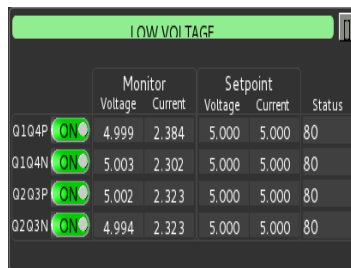 LOW VOLTAGE
Monitor Setpoint
Voltage Current Voltage Current Status
Q1Q4P ON 4.999 2.384 5.000 5.000 80
Q1Q4N ON 5.003 2.302 5.000 5.000 80
Q2Q3P ON 5.002 2.323 5.000 5.000 80
Q2Q3N ON 4.994 2.323 5.000 5.000 80